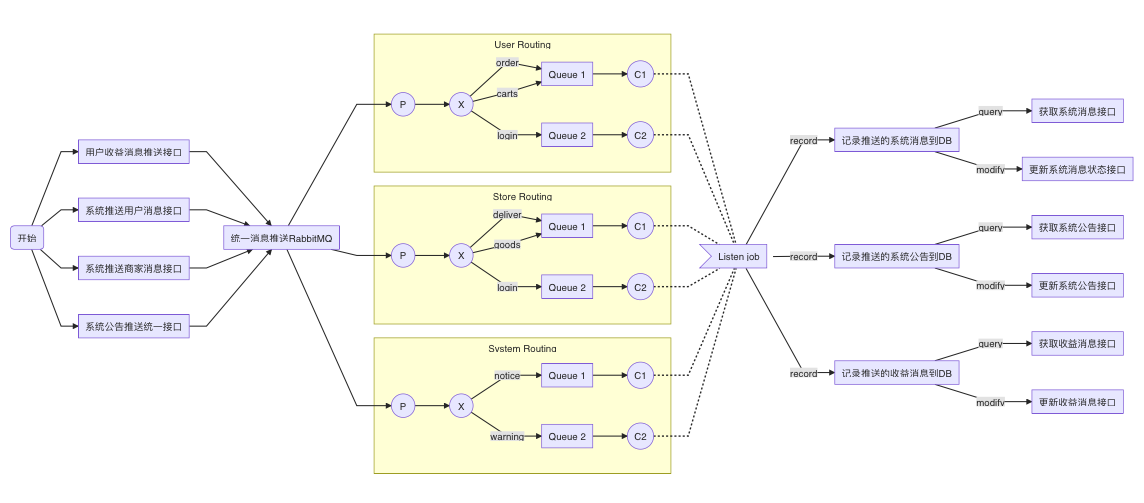 开始
用户收益消息推送接口
系统推送用户消息接口
系统推送商家消息接口
系统公告推送统一接口
统一消息推送RabbitMQ
User Routing
P
X
order
carts
login
Queue 1
Queue 2
C1
C2
Store Routing
P
X
deliver
goods
login
Queue 1
Queue 2
C1
C2
System Routing
P
X
notice
warning
Queue 1
Queue 2
C1
C2
Listen job
record
记录推送的系统消息到DB
query
获取系统消息接口
modify
更新系统消息状态接口
record
记录推送的系统公告到DB
query
获取系统公告接口
modify
更新系统公告接口
record
记录推送的收益消息到DB
query
获取收益消息接口
modify
更新收益消息接口